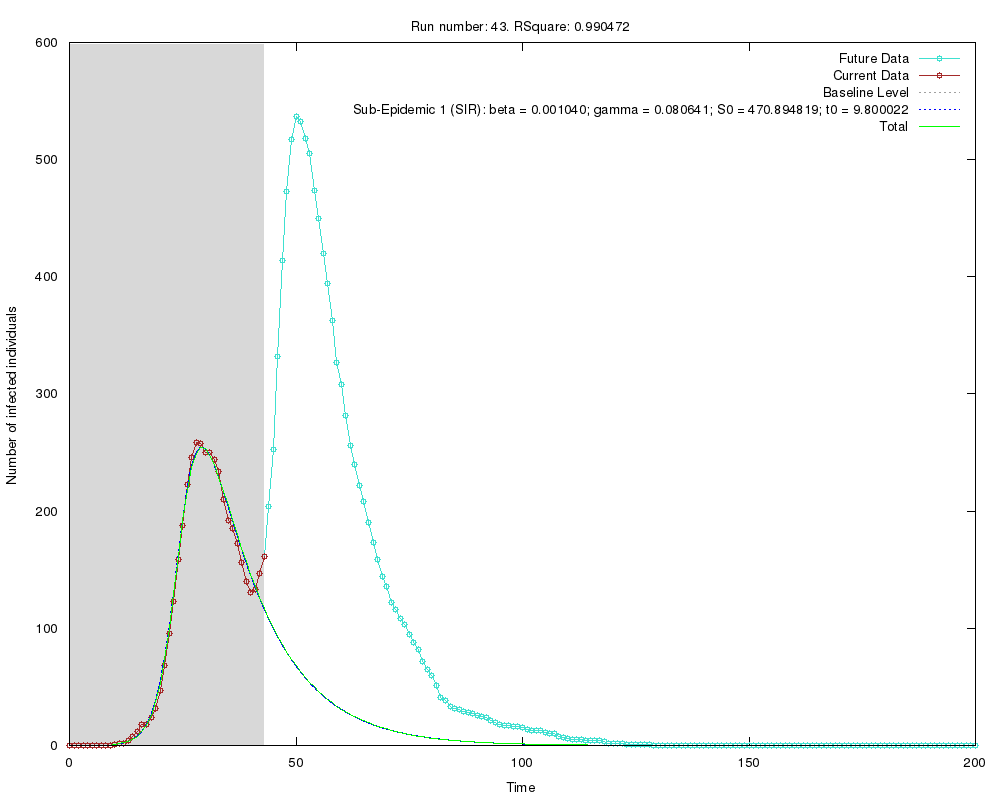 Run number: 43. RSquare: 0.990472
600
500
400
300
200
100
0
Number of infected individuals
Future Data
Current Data
Baseline Level
Sub-Epidemic 1 (SIR): beta = 0.001040; gamma = 0.080641; S0 = 470.894819; t0 = 9.800022
Total
0 50 100 150 200
Time